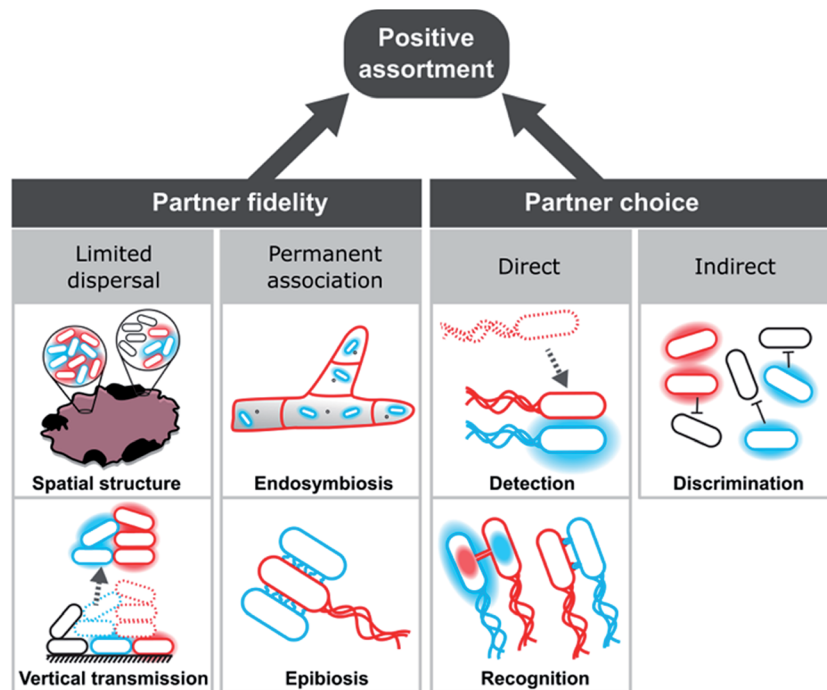 Positive
assortment
Partner fidelity
Partner choice
Limited
dispersal
Permanent
association
Direct
Indirect
Spatial structure
Endosymbiosis
Detection
Discrimination
Vertical transmission
Epibiosis
Recognition